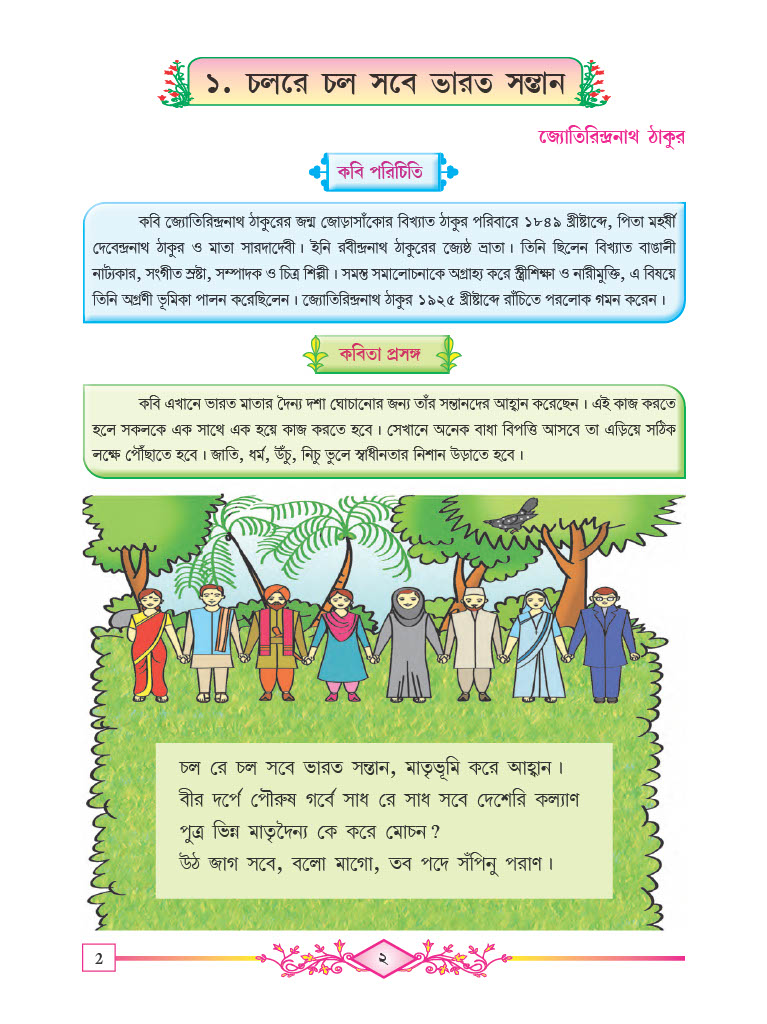 ১. চলরে চল সবে ভারত সন্তান
জ্যোতিরিন্দ্রনাথ ঠাকুর
কবি পরিচিতি
কবি জ্যোতিরিন্দ্রনাথ ঠাকুরের জন্ম জোড়াসাঁকোর বিখ্যাত ঠাকুর পরিবারে ১৮৪৯ খ্রীষ্টাব্দে, পিতা মহর্ষী
দেবেন্দ্রনাথ ঠাকুর ও মাতা সারদাদেবী। ইনি রবীন্দ্রনাথ ঠাকুরের জ্যেষ্ঠ ভ্রাতা। তিনি ছিলেন বিখ্যাত বাঙালী
নাট্যকার, সংগীত স্রষ্টা, সম্পাদক ও চিত্র শিল্পী। সমস্ত সমালোচনাকে অগ্রাহ্য করে স্ত্রীশিক্ষা ও নারীমুক্তি, এ বিষয়ে
তিনি অগ্রণী ভূমিকা পালন করেছিলেন। জ্যোতিরিন্দ্রনাথ ঠাকুর ১৯২৫ খ্রীষ্টাব্দে রাঁচিতে পরলোক গমন করেন।
কবিতা প্রসঙ্গ
কবি এখানে ভারত মাতার দৈন্য দশা ঘোচানোর জন্য তাঁর সন্তানদের আহ্বান করেছেন। এই কাজ করতে
হলে সকলকে এক সাথে এক হয়ে কাজ করতে হবে। সেখানে অনেক বাধা বিপত্তি আসবে তা এড়িয়ে সঠিক
লক্ষে পৌঁছাতে হবে। জাতি, ধর্ম, উঁচু, নিচু ভুলে স্বাধীনতার নিশান উড়াতে হবে।
চল রে চল সবে ভারত সন্তান, মাতৃভূমি করে আহ্বান।
বীর দর্পে পৌরুষ গর্বে সাধ রে সাধ সবে দেশেরি কল্যাণ
পুত্র ভিন্ন মাতৃদৈন্য কে করে মোচন?
উঠ জাগ সবে, বলো মাগো, তব পদে সঁপিনু পরাণ।
2
২